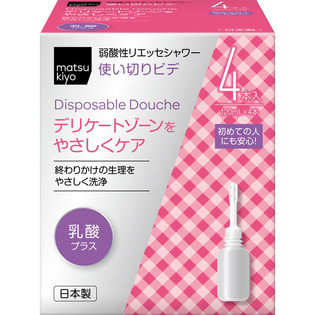 matsu
kiyo
弱酸性リエッセシャワー
使い切りビデ
4本入
120mL×4本
Disposable Douche
デリケートゾーンを
やさしくケア
初めての人
にも安心!
終わりかけの生理を
やさしく洗浄
乳酸
プラス
日本製